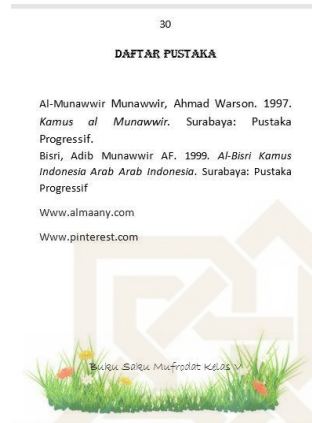 30
DAFTAR PUSTAKA
Al-Munawwir Munawwir, Ahmad Warson. 1997.
Kamus al Munawwir. Surabaya: Pustaka
Progressif.
Bisri, Adib Munawwir AF. 1999. Al-Bisri Kamus
Indonesia Arab Arab Indonesia. Surabaya: Pustaka
Progressif
Www.almaany.com
Www.pinterest.com
Buku Saku Mufrodat Kelas V